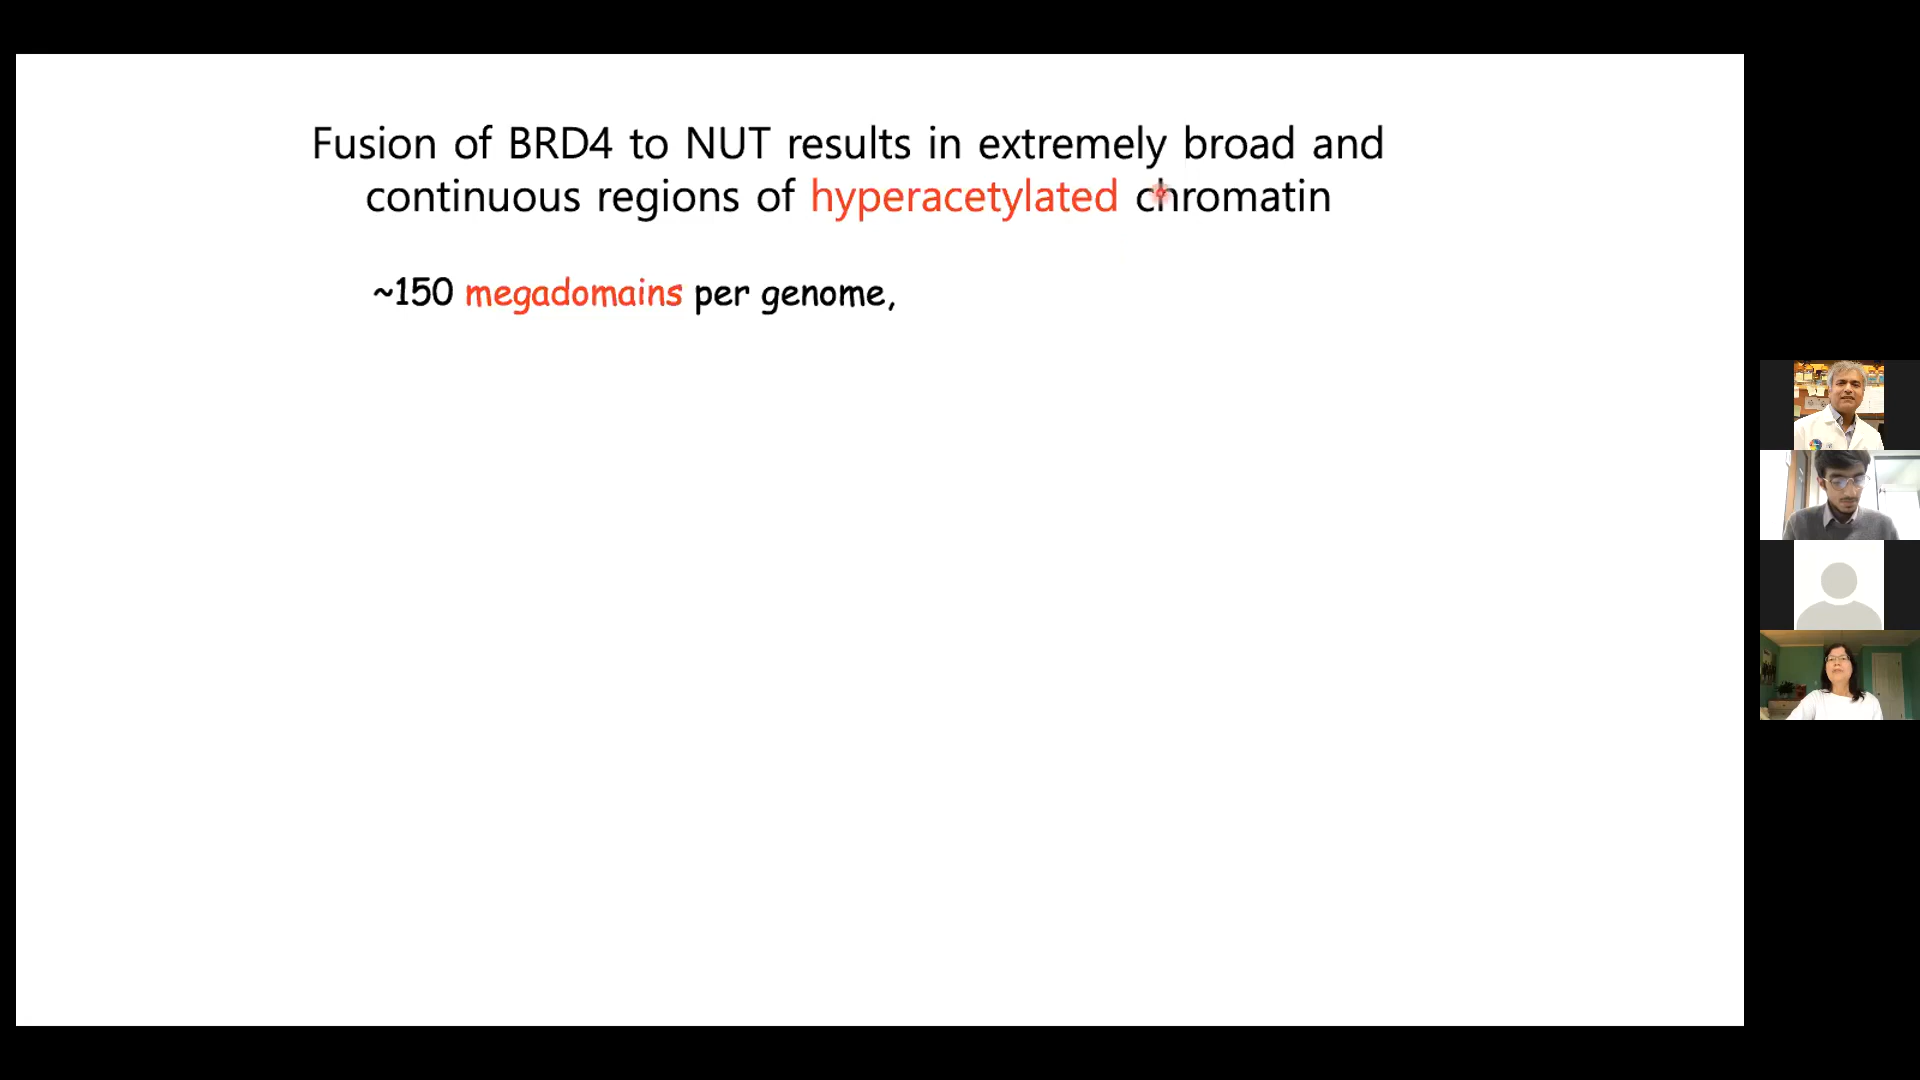 Fusion of BRD4 to NUT results in extremely broad and
continuous regions of hyperacetylated chromatin
~150 megadomains per genome,